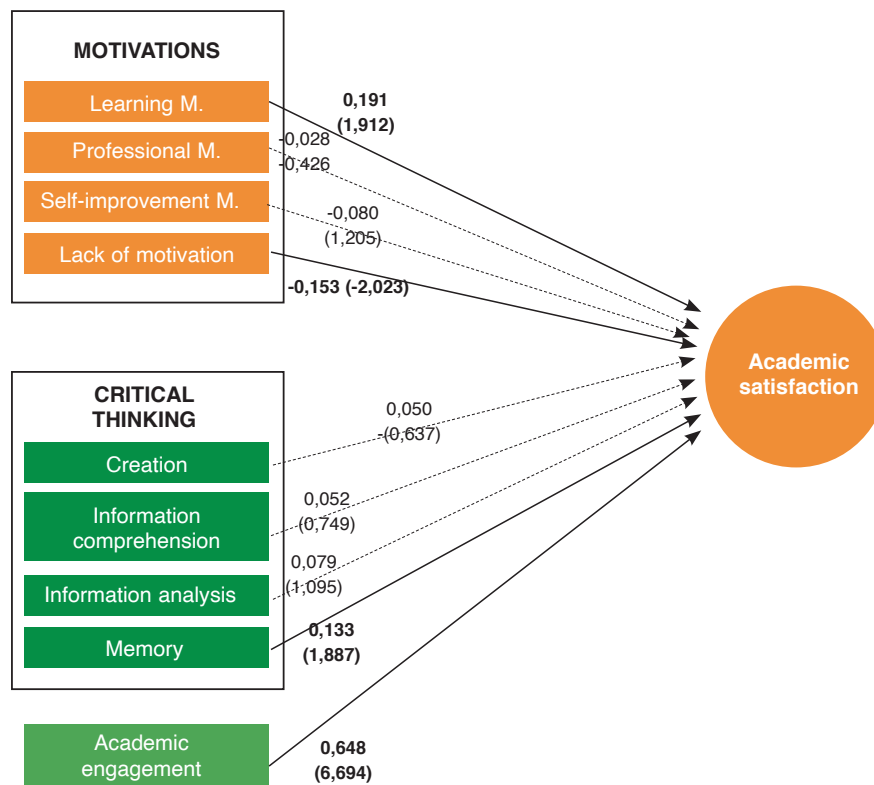 MOTIVATIONS
Learning M.
0,191
(1,912)
Professional M.
-0,028
-0,426
Self-improvement M.
-0,080
(1,205)
Lack of motivation
-0,153 (-2,023)
Academic
satisfaction
CRITICAL
THINKING
0,050
-(0,637)
Creation
Information
comprehension
0,052
(0,749)
Information analysis
0,079
(1,095)
Memory
0,133
(1,887)
Academic
engagement
0,648
(6,694)